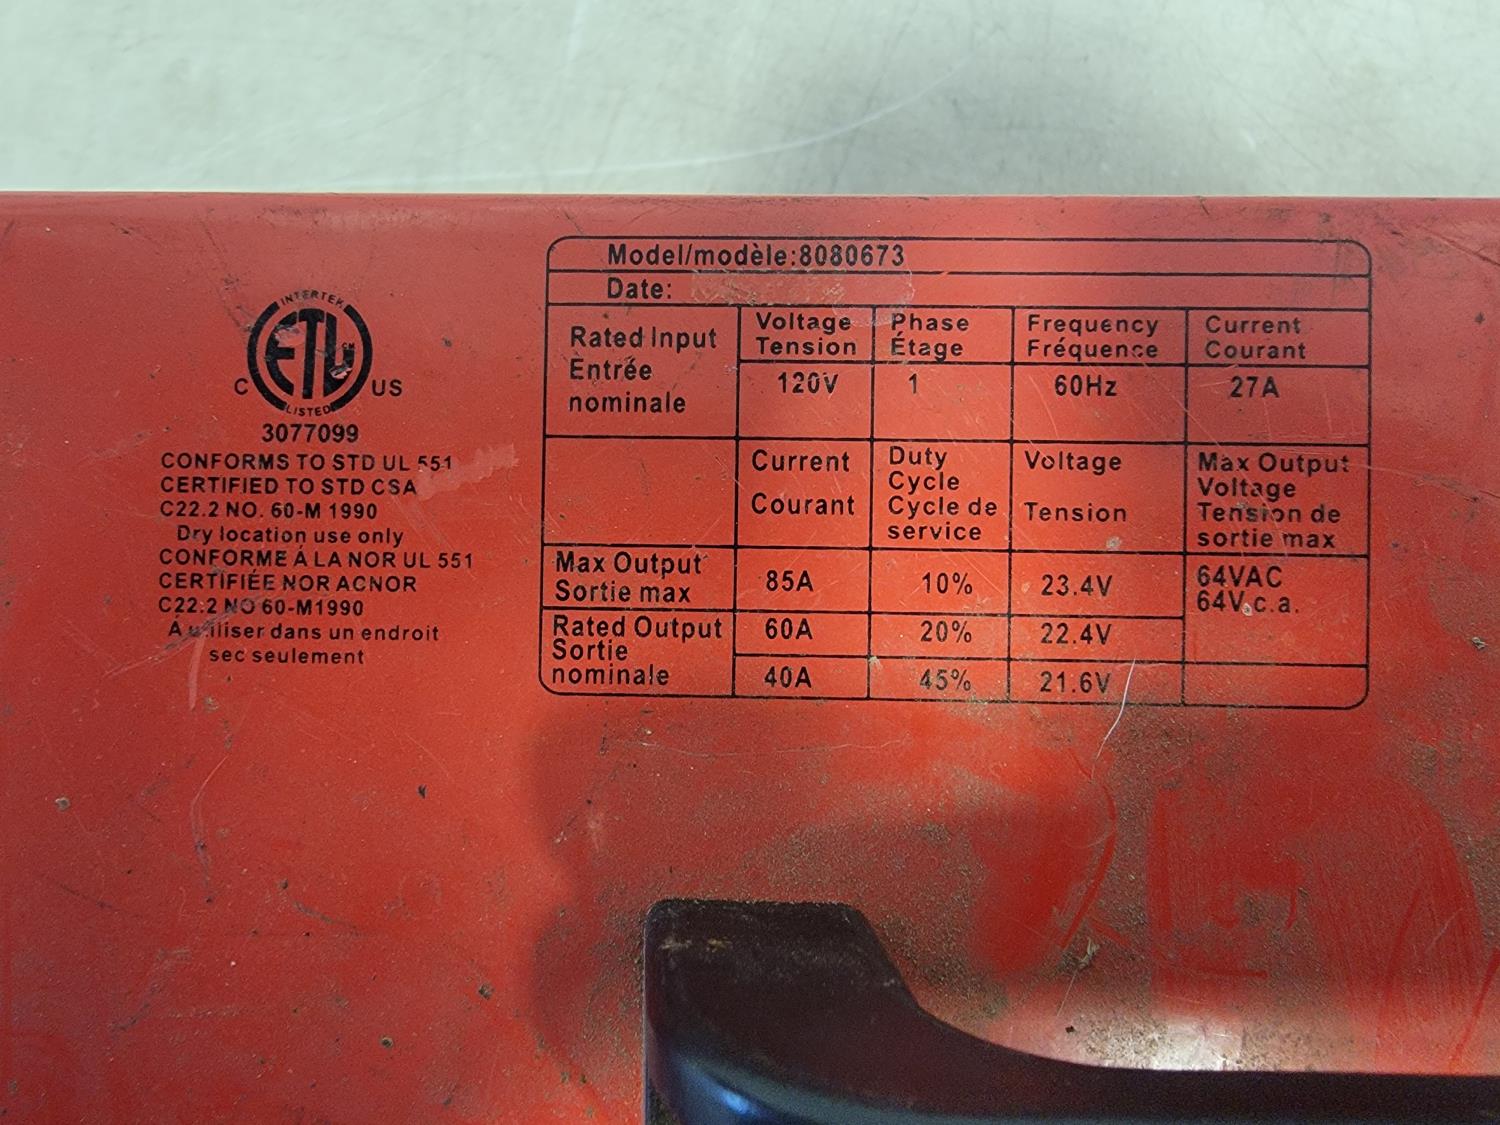 INTERTEK
ETL
CM
C US
LISTED
3077099
CONFORMS TO STD UL 551
CERTIFIED TO STD CSA
C22.2 NO. 60-M 1990
Dry location use only
CONFORME Á LA NOR UL 551
CERTIFIÉE NOR ACNOR
C22.2 NO 60-M1990
Á utiliser dans un endroit
sec seulement
Model/modèle:8080673
Date:
Rated Input
Entrée
nominale
Voltage
Tension
Phase
Étage
Frequency
Fréquence
Current
Courant
120V
1
60Hz
27A
Current
Courant
Duty
Cycle
Cycle de
service
Voltage
Tension
Max Output
Voltage
Tension de
sortie max
Max Output
Sortie max
85A
10%
23.4V
64VAC
64V.c.a.
Rated Output
Sortie
nominale
60A
20%
22.4V
40A
45%
21.6V